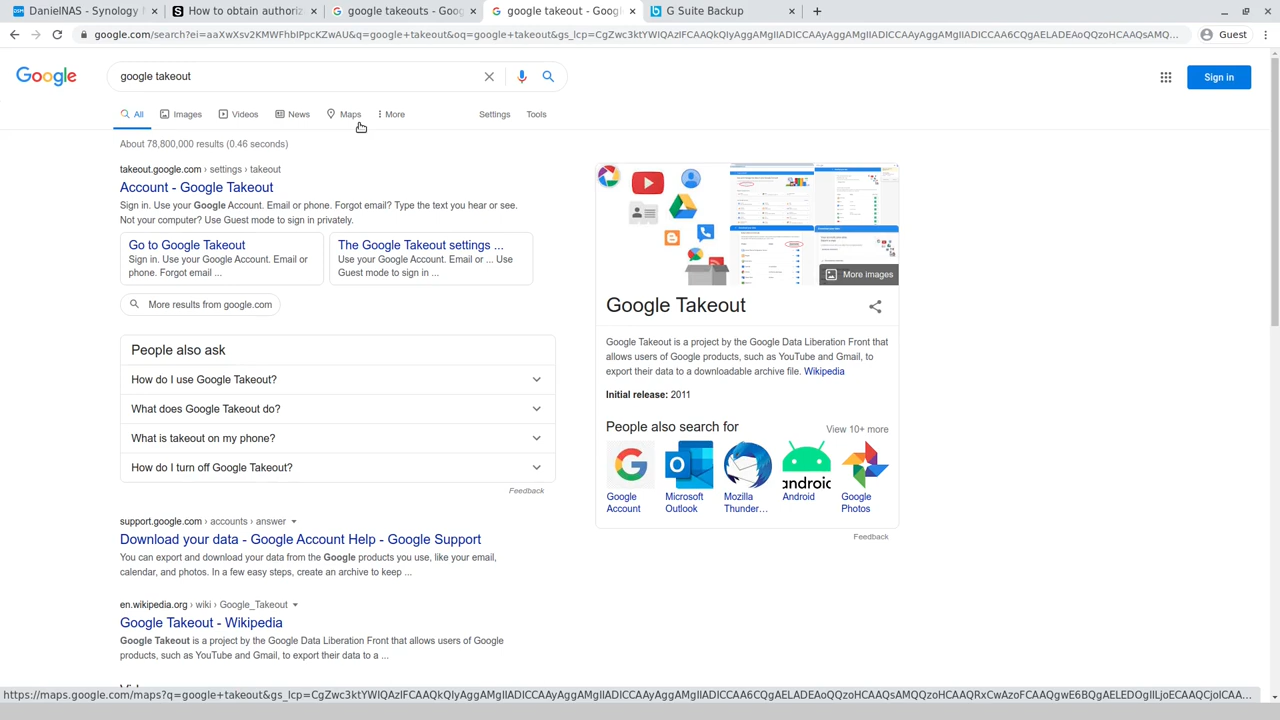 DanielNAS - Synology
How to obtain authoriz
google takeouts - Goog
google takeout - Googl
G Suite Backup
google.com/search?ei=aaXwXsv2KMWFhbIPpcKZwAU&q=google+takeout&oq=google+takeout&gs_lcp=
Guest
Google
google takeout
Sign in
All
Images
Videos
News
Maps
More
Settings
Tools
About 78,800,000 results (0.46 seconds)
takeout.google.com › settings › takeout
Account - Google Takeout
Sign in. Use your Google Account. Email or phone. Forgot email? Type the text you hear or see.
Not your computer? Use Guest mode to sign in privately.
Go to Google Takeout
Sign in. Use your Google Account. Email or
phone. Forgot email ...
The Google Takeout settings ...
Use your Google Account. Email or ... Use
Guest mode to sign in ...
More results from google.com
People also ask
How do I use Google Takeout?
What does Google Takeout do?
What is takeout on my phone?
How do I turn off Google Takeout?
Feedback
support.google.com › accounts › answer
Download your data - Google Account Help - Google Support
You can export and download your data from the Google products you use, like your email,
calendar, and photos. In a few easy steps, create an archive to keep ...
en.wikipedia.org › wiki › Google_Takeout
Google Takeout - Wikipedia
Google Takeout is a project by the Google Data Liberation Front that allows users of Google
products, such as YouTube and Gmail, to export their data to a ...
More images
Google Takeout
Google Takeout is a project by the Google Data Liberation Front that
allows users of Google products, such as YouTube and Gmail, to
export their data to a downloadable archive file. Wikipedia
Initial release: 2011
People also search for
View 10+ more
android
Google
Account
Microsoft
Outlook
Mozilla
Thunder...
Android
Google
Photos
Feedback
https://maps.google.com/maps?q=google+takeout&gs_lcp=